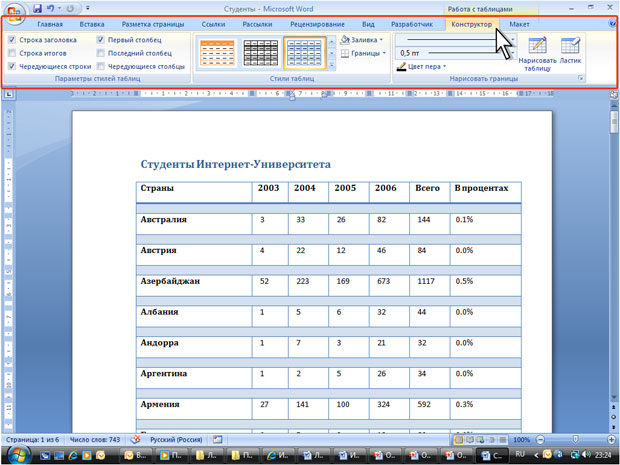 Студенты - Microsoft Word
Работа с таблицами
Главная Вставка Разметка страницы Ссылки Рассылки Рецензирование Вид Разработчик Конструктор Макет
Строка заголовка Первый столбец
Строка итогов Последний столбец
Чередующиеся строки Чередующиеся столбцы
Параметры стилей таблиц
Заливка
Границы
Стили таблиц
0,5 пт
Цвет пера
Нарисовать таблицу
Ластик
Нарисовать границы
Студенты Интернет-Университета
Страны 2003 2004 2005 2006 Всего В процентах
Австралия 3 33 26 82 144 0.1%
Австрия 4 22 12 46 84 0.0%
Азербайджан 52 223 169 673 1117 0.5%
Албания 1 5 6 32 44 0.0%
Андорра 1 7 3 21 32 0.0%
Аргентина 1 2 5 26 34 0.0%
Армения 27 141 100 324 592 0.3%
Страница: 1 из 6 Число слов: 743 Русский (Россия) 100%
RU 23:24